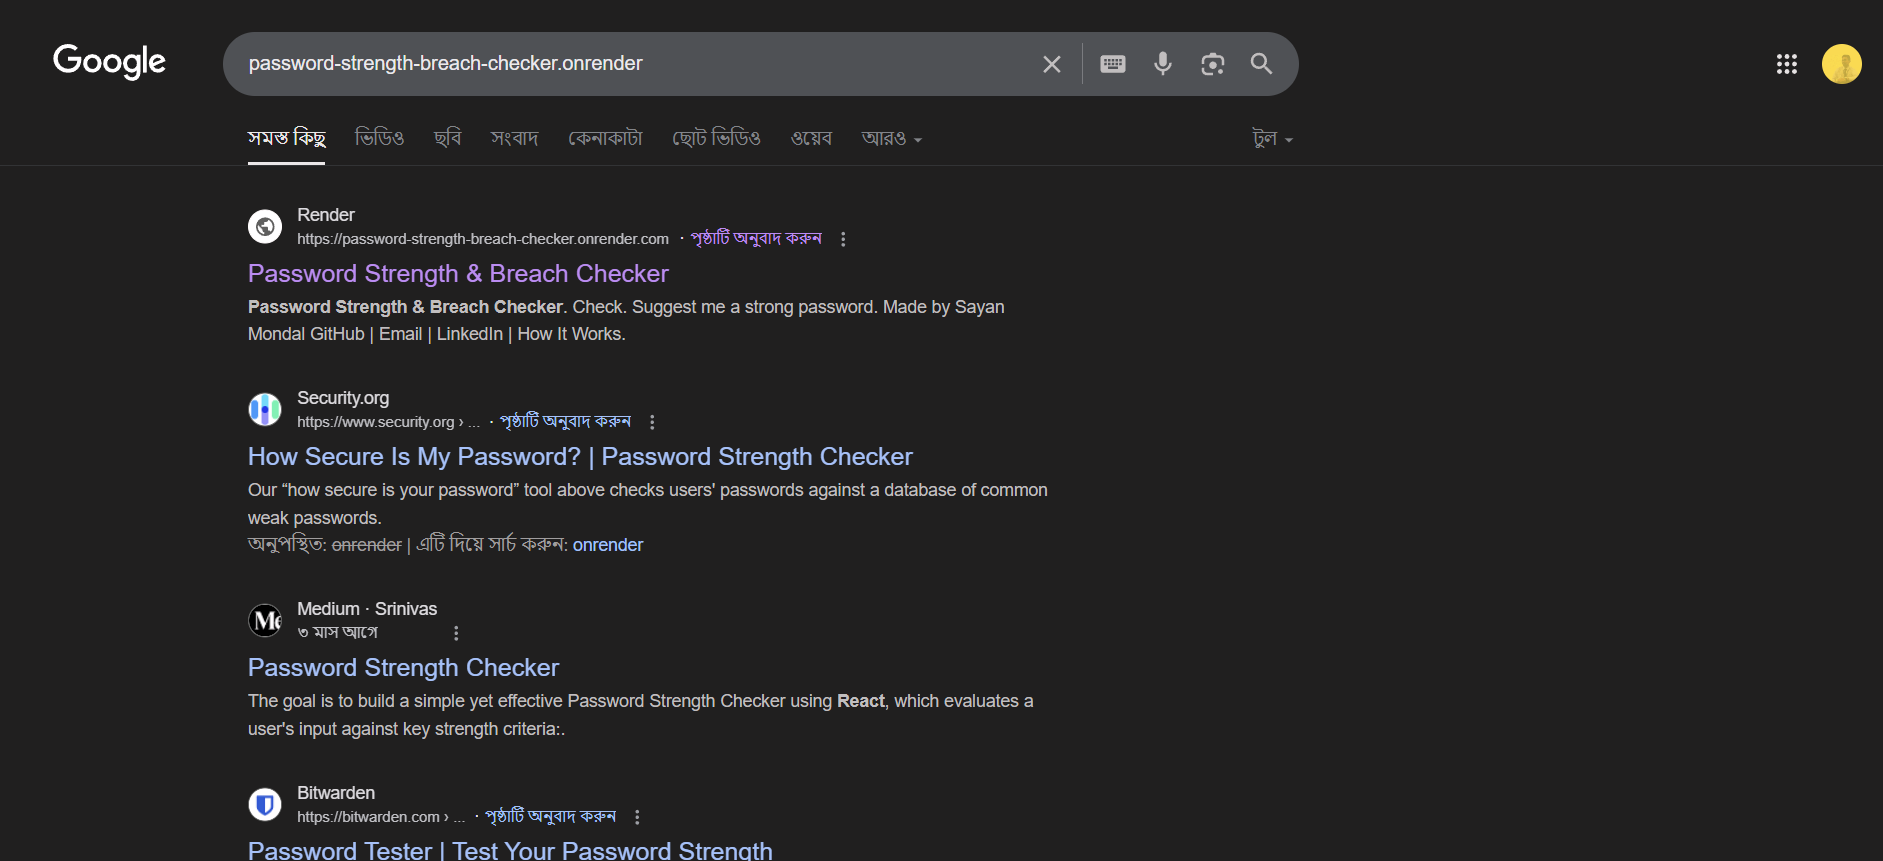 Google
password-strength-breach-checker.onrender
সমস্ত কিছু ভিডিও ছবি সংবাদ কেনাকাটা ছোট ভিডিও ওয়েব আরও টুল
Render
https://password-strength-breach-checker.onrender.com · পৃষ্ঠাটি অনুবাদ করুন
Password Strength & Breach Checker
Password Strength & Breach Checker. Check. Suggest me a strong password. Made by Sayan
Mondal GitHub | Email | LinkedIn | How It Works.
Security.org
https://www.security.org › ... · পৃষ্ঠাটি অনুবাদ করুন
How Secure Is My Password? | Password Strength Checker
Our “how secure is your password” tool above checks users' passwords against a database of common
weak passwords.
অনুপস্থিত: onrender | এটি দিয়ে সার্চ করুন: onrender
Me
Medium · Srinivas
৩ মাস আগে
Password Strength Checker
The goal is to build a simple yet effective Password Strength Checker using React, which evaluates a
user's input against key strength criteria:.
Bitwarden
https://bitwarden.com › ... · পৃষ্ঠাটি অনুবাদ করুন
Password Tester | Test Your Password Strength